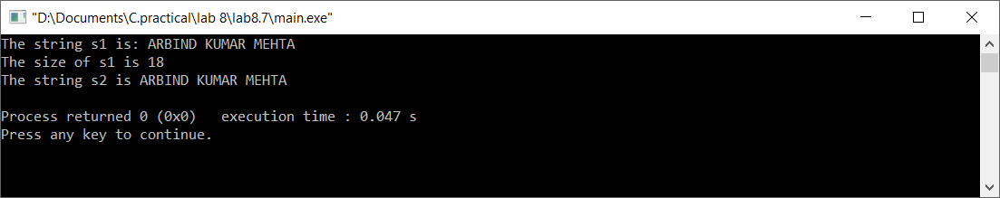 "D:\Documents\C.practical\lab 8\lab8.7\main.exe"
The string s1 is: ARBIND KUMAR MEHTA
The size of s1 is 18
The string s2 is ARBIND KUMAR MEHTA
Process returned 0 (0x0)   execution time : 0.047 s
Press any key to continue.